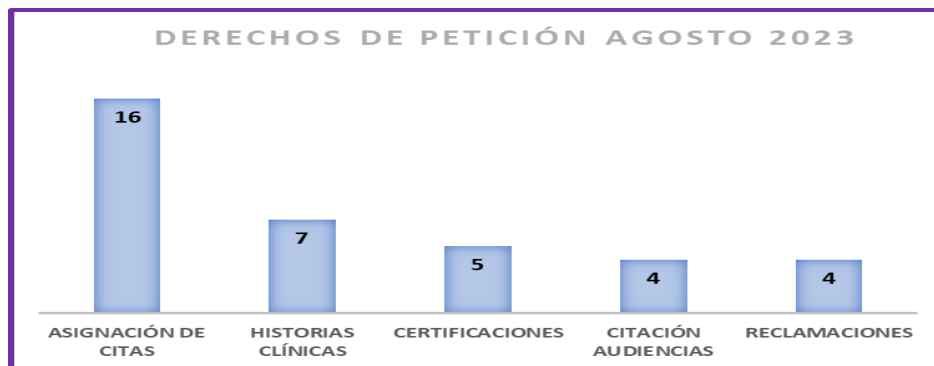 DERECHOS DE PETICIÓN AGOSTO 2023
16
7
5
4
4
ASIGNACIÓN DE
CITAS
HISTORIAS
CLÍNICAS
CERTIFICACIONES
CITACIÓN
AUDIENCIAS
RECLAMACIONES